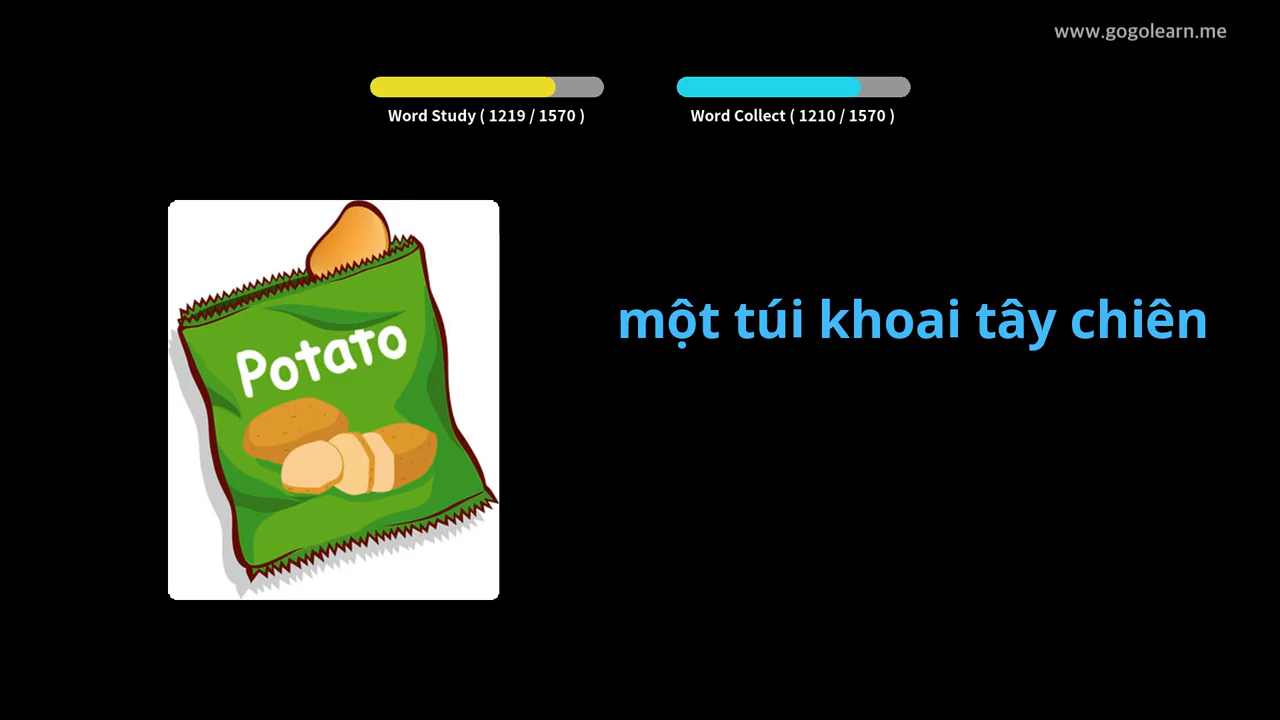 www.gogolearn.me
Word Study ( 1219 / 1570 )
Word Collect ( 1210 / 1570 )
Potato
một túi khoai tây chiên